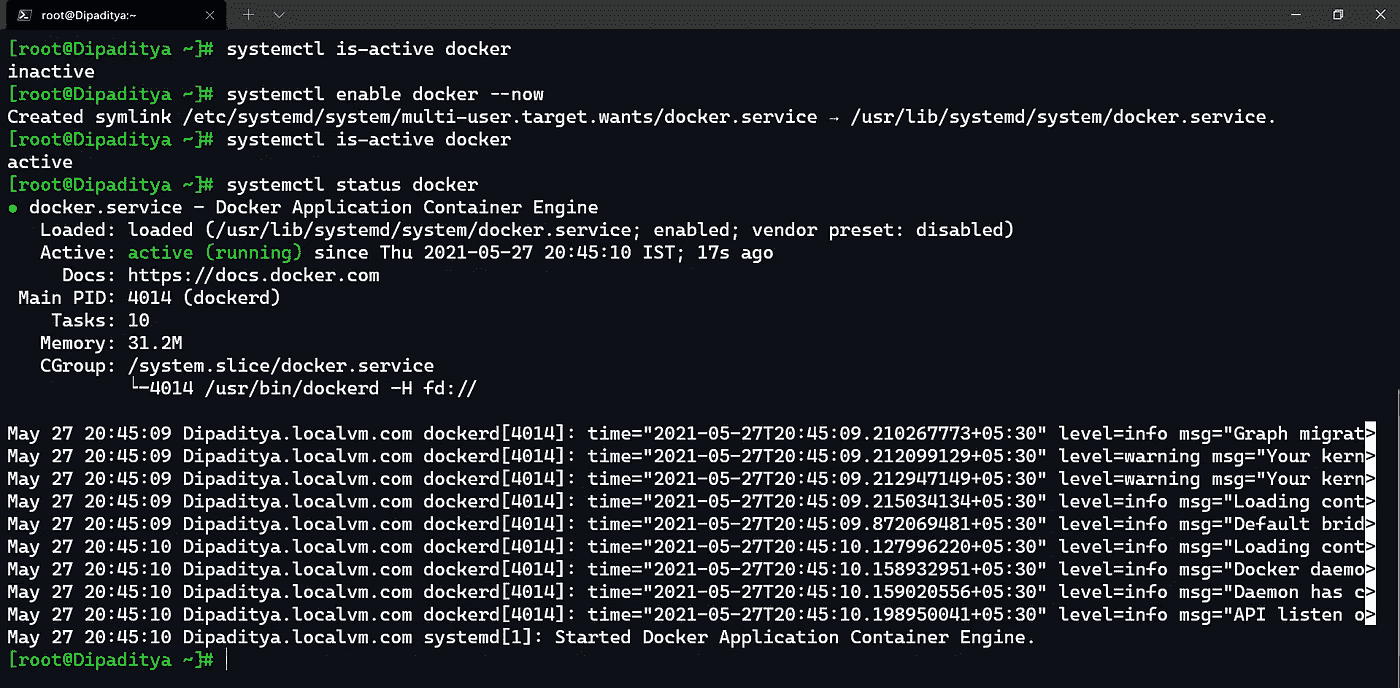 root@Dipaditya:~
[root@Dipaditya ~]# systemctl is-active docker
inactive
[root@Dipaditya ~]# systemctl enable docker --now
Created symlink /etc/systemd/system/multi-user.target.wants/docker.service → /usr/lib/systemd/system/docker.service.
[root@Dipaditya ~]# systemctl is-active docker
active
[root@Dipaditya ~]# systemctl status docker
● docker.service - Docker Application Container Engine
   Loaded: loaded (/usr/lib/systemd/system/docker.service; enabled; vendor preset: disabled)
   Active: active (running) since Thu 2021-05-27 20:45:10 IST; 17s ago
     Docs: https://docs.docker.com
 Main PID: 4014 (dockerd)
    Tasks: 10
   Memory: 31.2M
   CGroup: /system.slice/docker.service
           └─4014 /usr/bin/dockerd -H fd://
May 27 20:45:09 Dipaditya.localvm.com dockerd[4014]: time="2021-05-27T20:45:09.210267773+05:30" level=info msg="Graph migrat>
May 27 20:45:09 Dipaditya.localvm.com dockerd[4014]: time="2021-05-27T20:45:09.212099129+05:30" level=warning msg="Your kern>
May 27 20:45:09 Dipaditya.localvm.com dockerd[4014]: time="2021-05-27T20:45:09.212947149+05:30" level=warning msg="Your kern>
May 27 20:45:09 Dipaditya.localvm.com dockerd[4014]: time="2021-05-27T20:45:09.215034134+05:30" level=info msg="Loading cont>
May 27 20:45:09 Dipaditya.localvm.com dockerd[4014]: time="2021-05-27T20:45:09.872069481+05:30" level=info msg="Default brid>
May 27 20:45:10 Dipaditya.localvm.com dockerd[4014]: time="2021-05-27T20:45:10.127996220+05:30" level=info msg="Loading cont>
May 27 20:45:10 Dipaditya.localvm.com dockerd[4014]: time="2021-05-27T20:45:10.158932951+05:30" level=info msg="Docker daemo>
May 27 20:45:10 Dipaditya.localvm.com dockerd[4014]: time="2021-05-27T20:45:10.159020556+05:30" level=info msg="Daemon has c>
May 27 20:45:10 Dipaditya.localvm.com dockerd[4014]: time="2021-05-27T20:45:10.198950041+05:30" level=info msg="API listen o>
May 27 20:45:10 Dipaditya.localvm.com systemd[1]: Started Docker Application Container Engine.
[root@Dipaditya ~]#